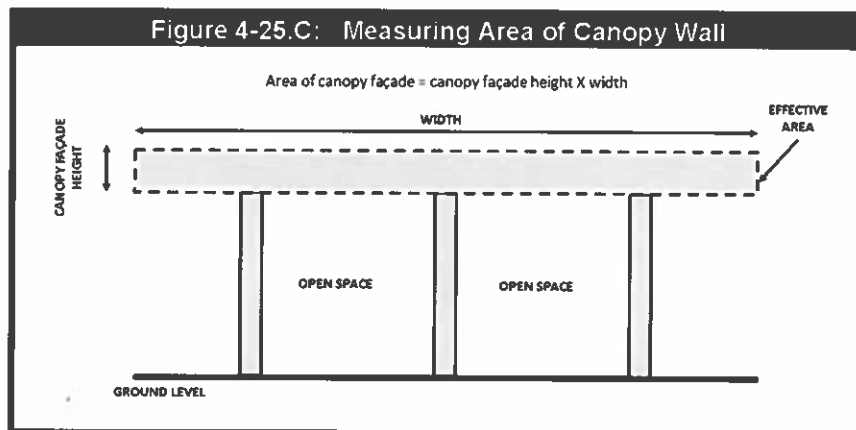 Figure 4-25.C: Measuring Area of Canopy Wall
Area of canopy façade = canopy façade height X width
WIDTH
EFFECTIVE
AREA
CANOPY FAÇADE
HEIGHT
OPEN SPACE
OPEN SPACE
GROUND LEVEL